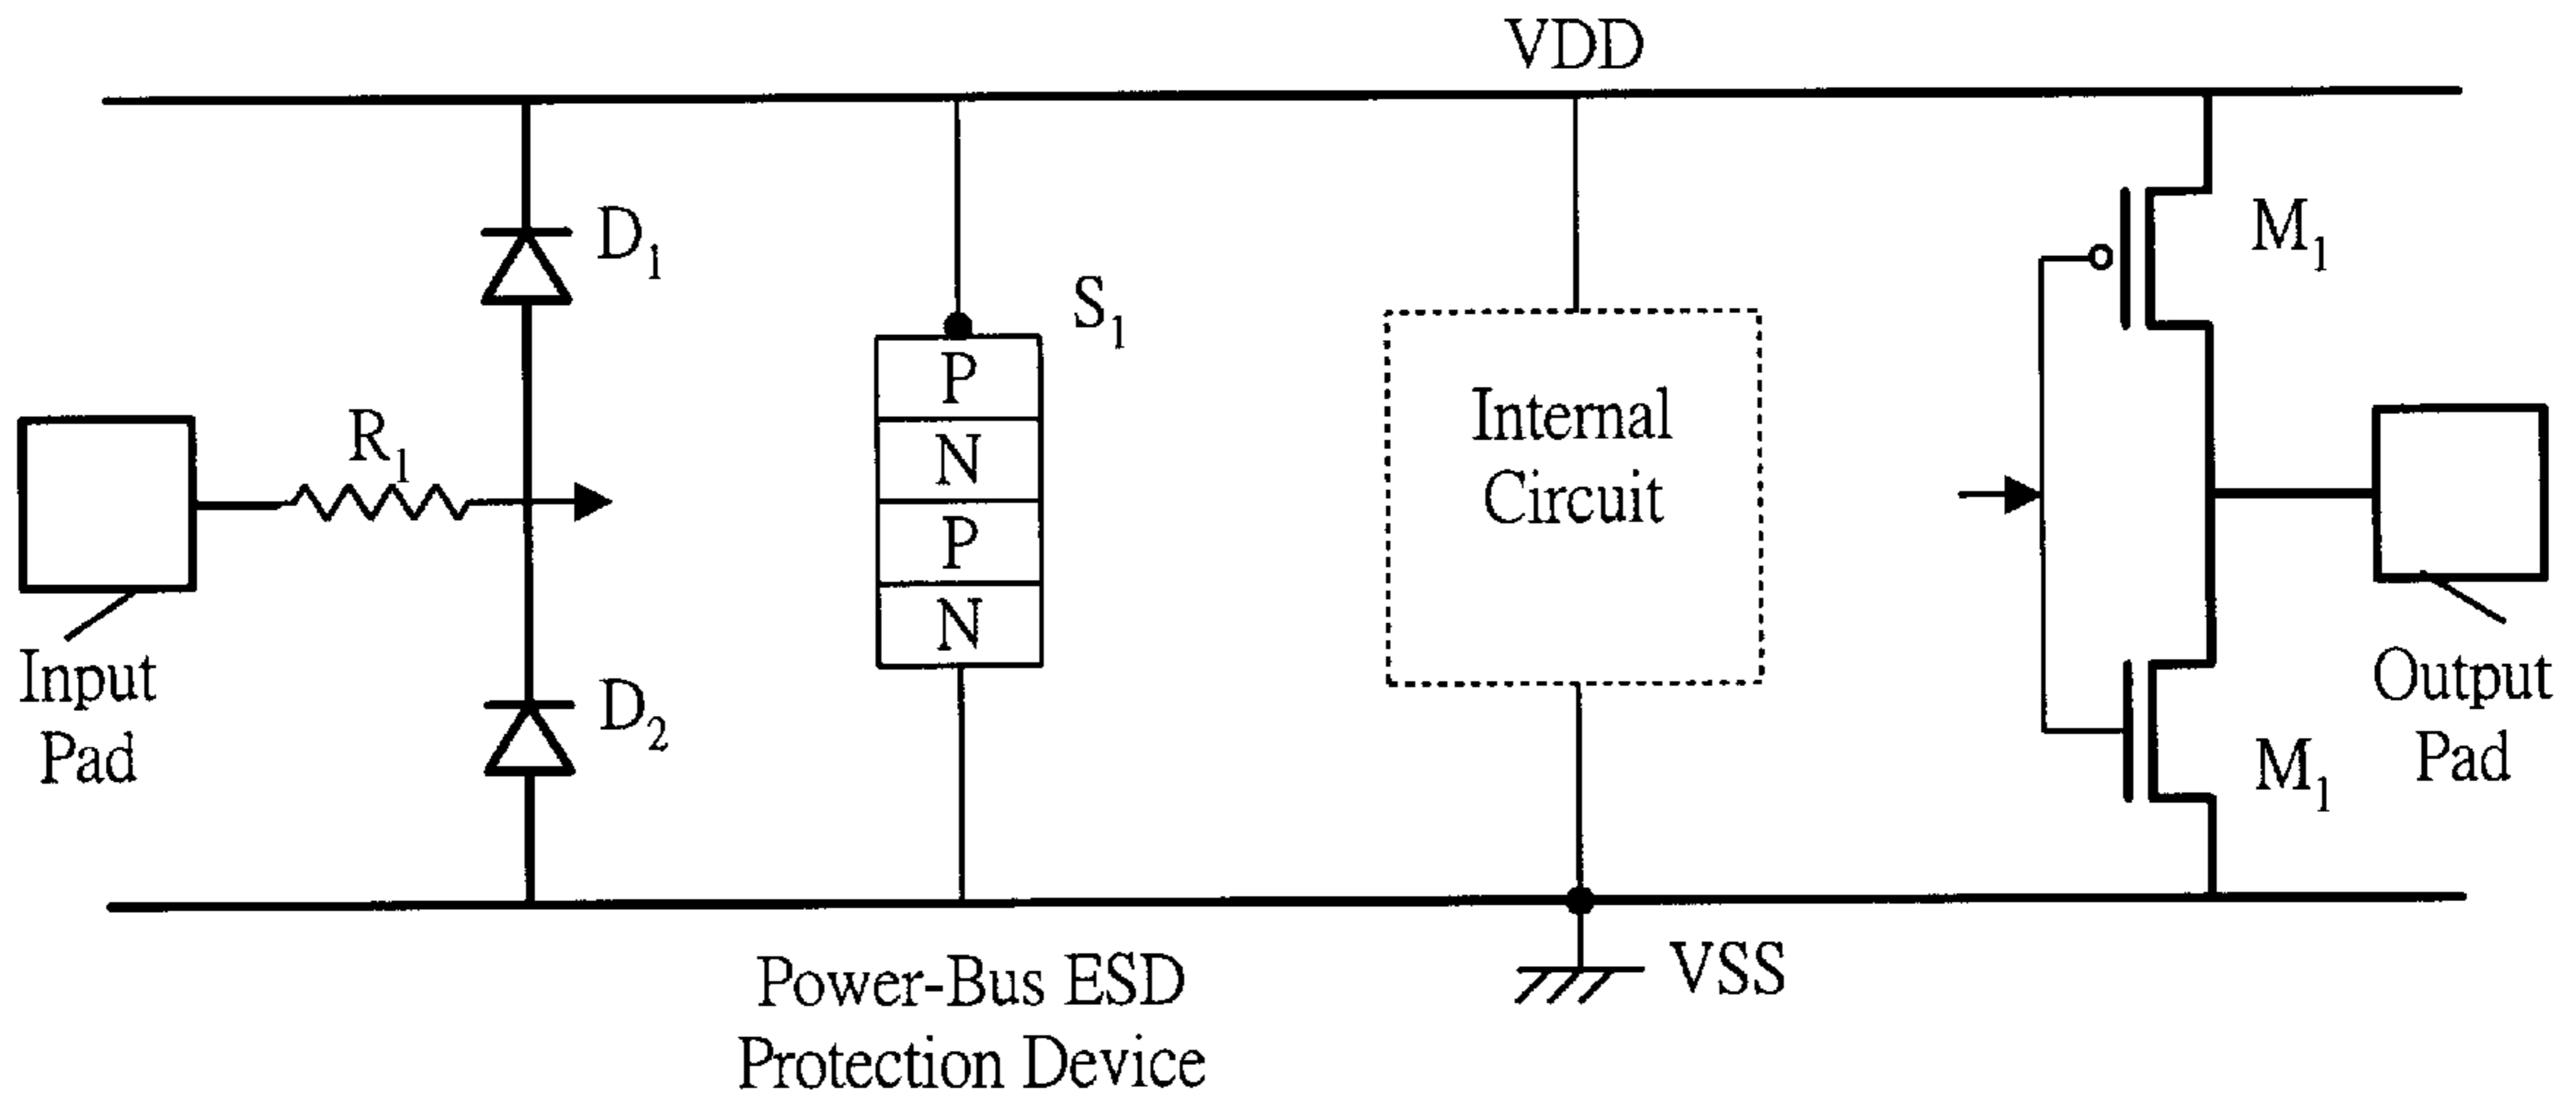 VDD
D1
M1
S1
P
N
P
N
R1
Internal
Circuit
Input
Pad
D2
Output
Pad
M1
VSS
Power-Bus ESD
Protection Device